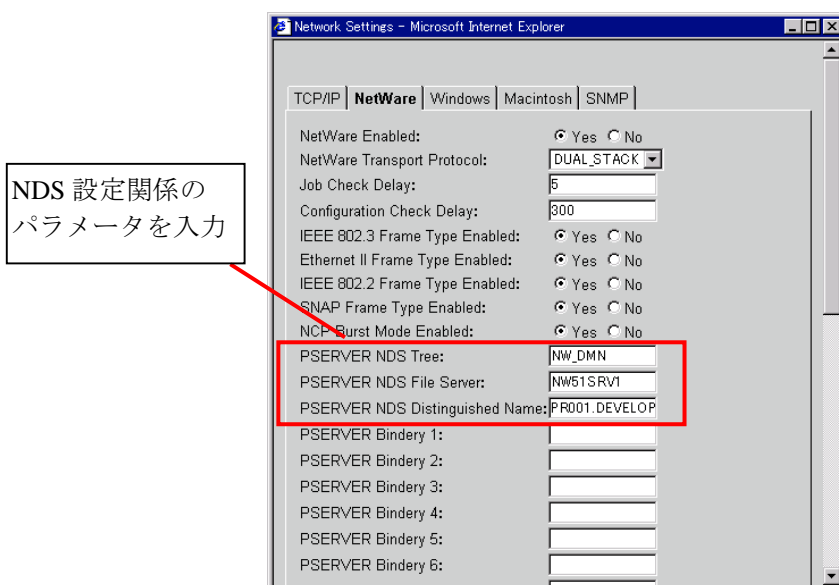 Network Settings - Microsoft Internet Explorer
TCP/IP NetWare Windows Macintosh SNMP
NetWare Enabled: Yes No
NetWare Transport Protocol: DUAL_STACK
Job Check Delay: 5
Configuration Check Delay: 300
IEEE 802.3 Frame Type Enabled: Yes No
Ethernet II Frame Type Enabled: Yes No
IEEE 802.2 Frame Type Enabled: Yes No
SNAP Frame Type Enabled: Yes No
NCP Burst Mode Enabled: Yes No
PSERVER NDS Tree: NW_DMN
PSERVER NDS File Server: NW51SRV1
PSERVER NDS Distinguished Name: PR001.DEVELOP
PSERVER Bindery 1:
PSERVER Bindery 2:
PSERVER Bindery 3:
PSERVER Bindery 4:
PSERVER Bindery 5:
PSERVER Bindery 6:
NDS 設定関係の
パラメータを入力